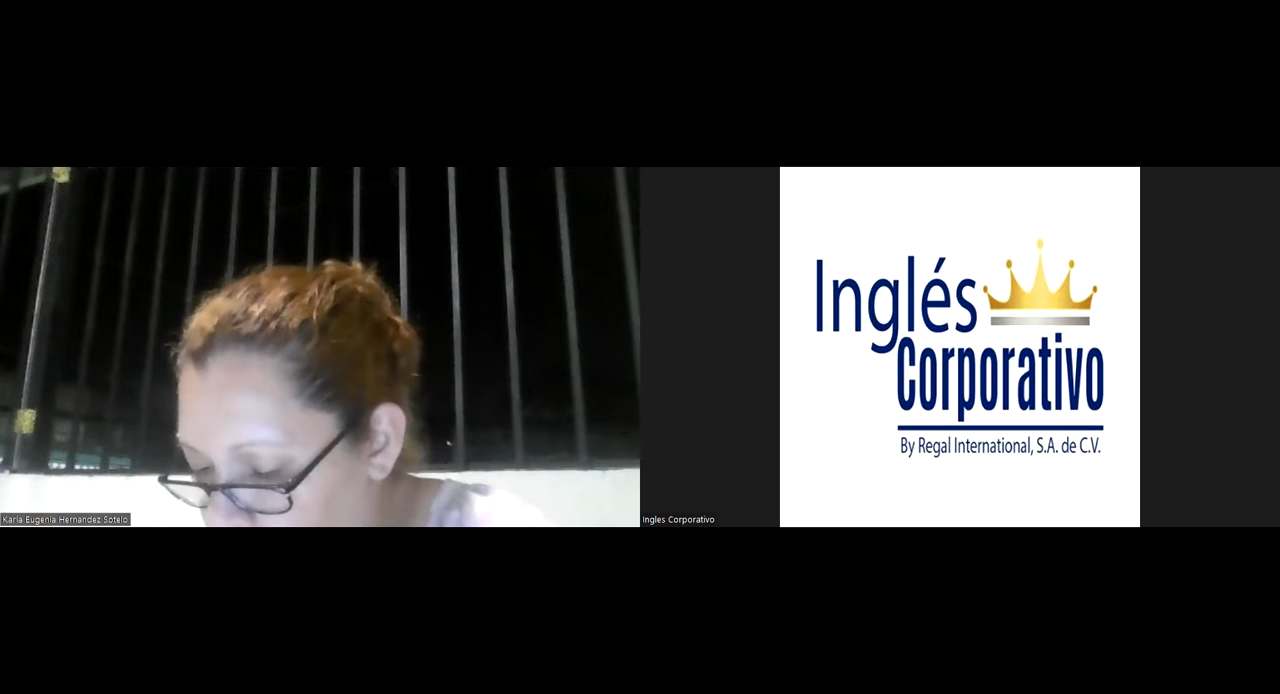 Inglés
Corporativo
By Regal International, S.A. de C.V.
Karla Eugenia Hernandez Sotelo
Ingles Corporativo